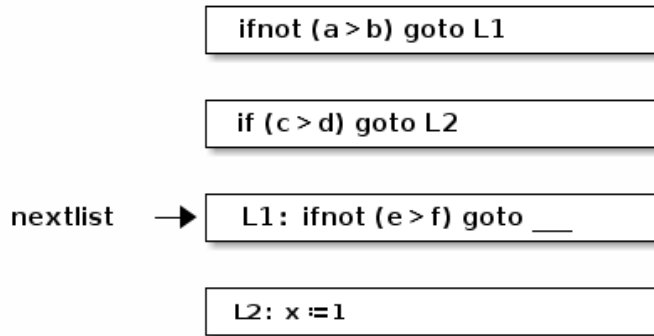 ifnot (a > b) goto L1
if (c > d) goto L2
nextlist L1: ifnot (e > f) goto ___
L2: x := 1